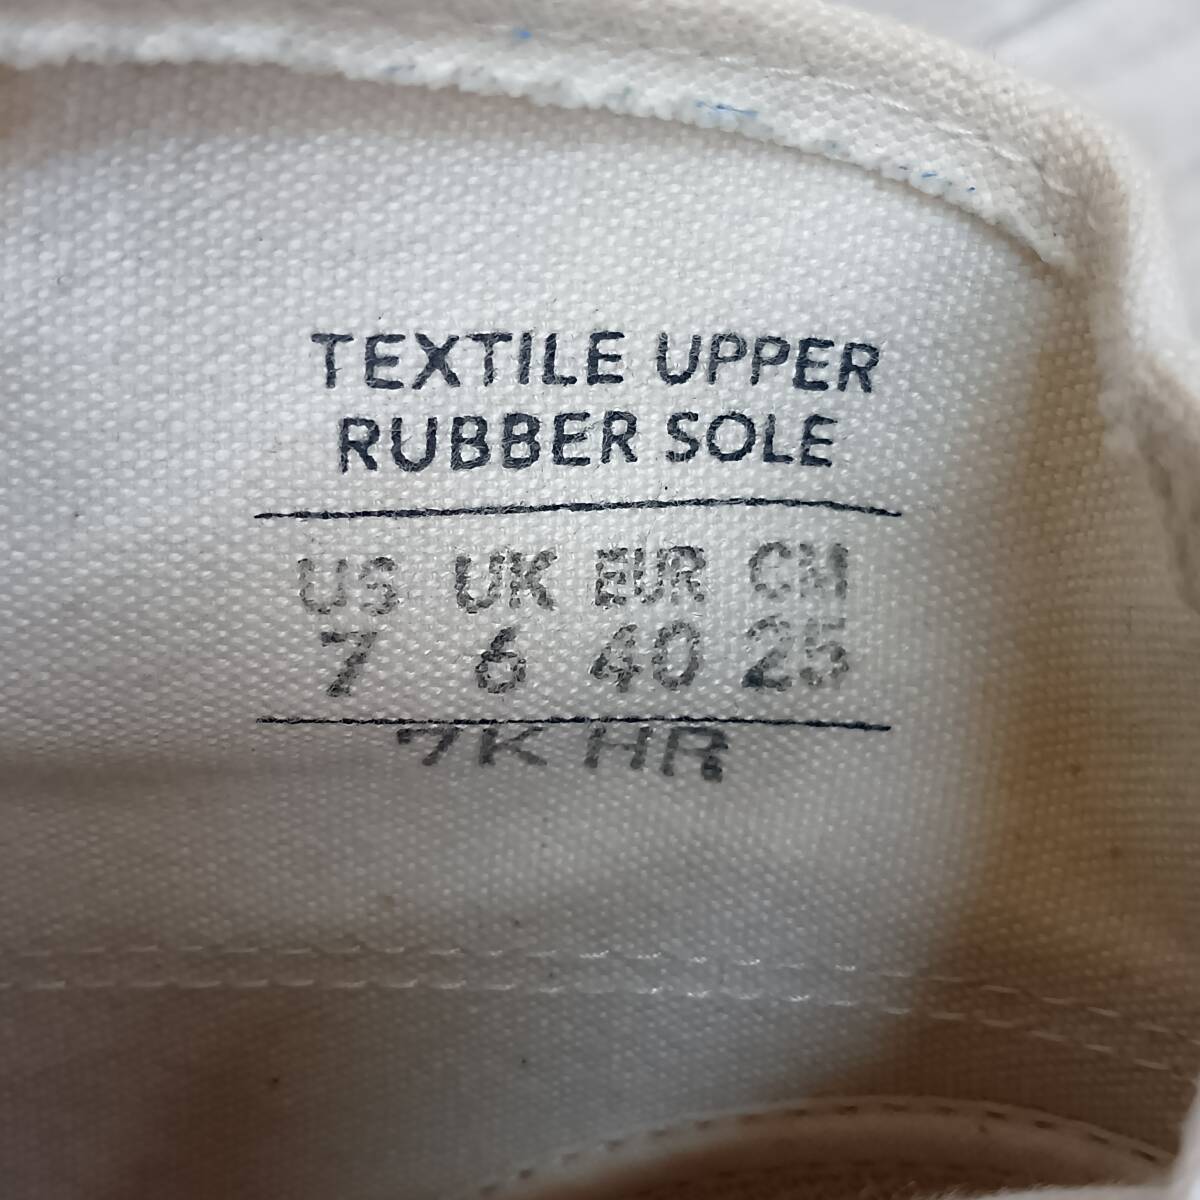 TEXTILE UPPER
RUBBER SOLE
US UK EUR CM
7 6 40 25
7K HR